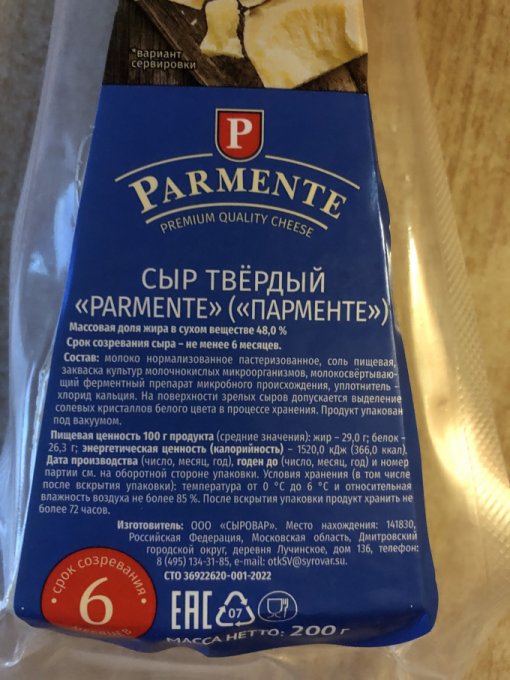 *вариант
сервировки
P
PARMENTE
PREMIUM QUALITY CHEESE
СЫР ТВЁРДЫЙ
«PARMENTE» («ПАРМЕНТЕ»)
Массовая доля жира в сухом веществе 48,0 %
Срок созревания сыра – не менее 6 месяцев.
Состав: молоко нормализованное пастеризованное, соль пищевая,
закваска культур молочнокислых микроорганизмов, молокосвёртываю-
щий ферментный препарат микробного происхождения, уплотнитель -
хлорид кальция. На поверхности зрелых сыров допускается выделение
солевых кристаллов белого цвета в процессе хранения. Продукт упакован
под вакуумом.
Пищевая ценность 100 г продукта (средние значения): жир – 29,0 г; белок –
26,3 г; энергетическая ценность (калорийность) – 1520,0 кДж (366,0 ккал).
Дата производства (число, месяц, год), годен до (число, месяц, год) и номер
партии см. на оборотной стороне упаковки. Условия хранения (в том числе
после вскрытия упаковки): температура от 0 °С до 6 °С и относительная
влажность воздуха не более 85 %. После вскрытия упаковки продукт хранить не
более 72 часов.
Изготовитель: ООО «СЫРОВАР». Место нахождения: 141830,
Российская Федерация, Московская область, Дмитровский
городской округ, деревня Лучинское, дом 136, телефон:
8 (495) 134-31-85, e-mail: otkSV@syrovar.su.
СТО 36922620-001-2022
срок созревания
6
месяцев
EAC 07
МАССА НЕТТО: 200 г